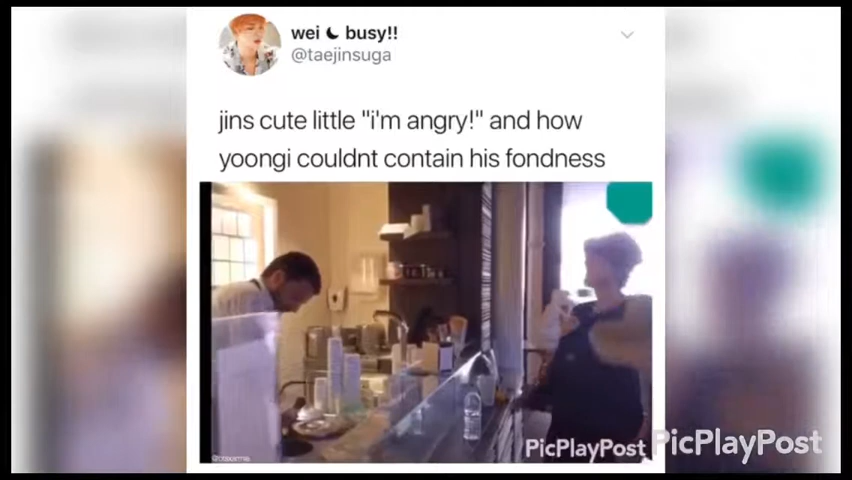 wei busy!!
@taejinsuga
jins cute little "i'm angry!" and how
yoongi couldnt contain his fondness
PicPlayPost PicPlayPost